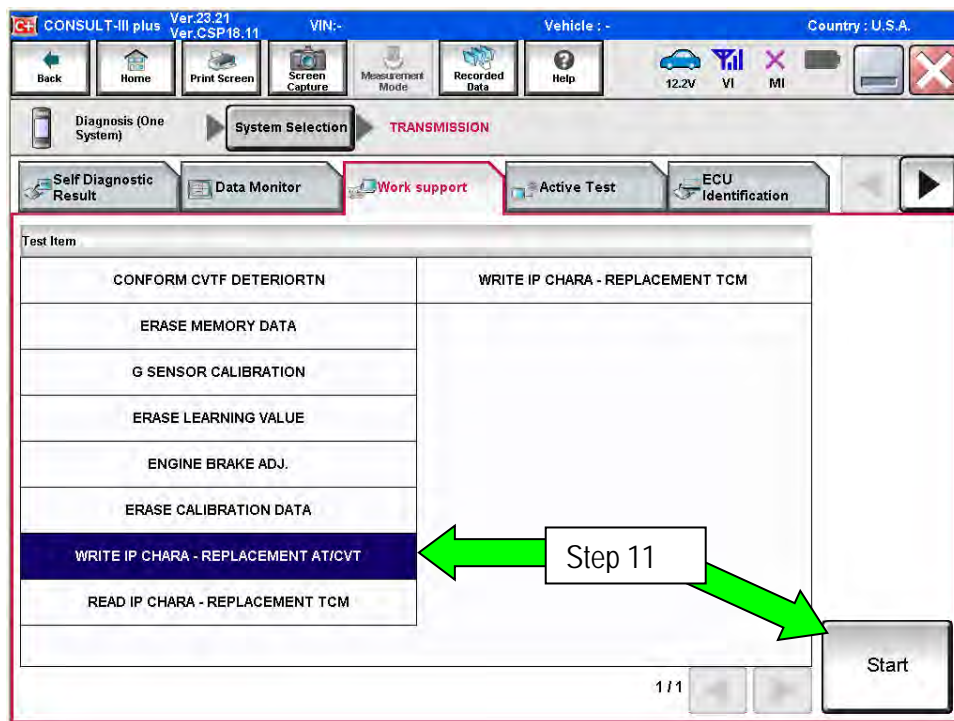 C+ CONSULT-III plus Ver.23.21 VIN:- Vehicle : - Country : U.S.A.
Ver.CSP18.11
Back Home Print Screen Screen Capture Measurement Mode Recorded Data Help 12.2V VI MI
Diagnosis (One System) System Selection TRANSMISSION
Self Diagnostic Result Data Monitor Work support Active Test ECU Identification
Test Item
CONFORM CVTF DETERIORTN WRITE IP CHARA - REPLACEMENT TCM
ERASE MEMORY DATA
G SENSOR CALIBRATION
ERASE LEARNING VALUE
ENGINE BRAKE ADJ.
ERASE CALIBRATION DATA
WRITE IP CHARA - REPLACEMENT AT/CVT
Step 11
READ IP CHARA - REPLACEMENT TCM
Start
1/1